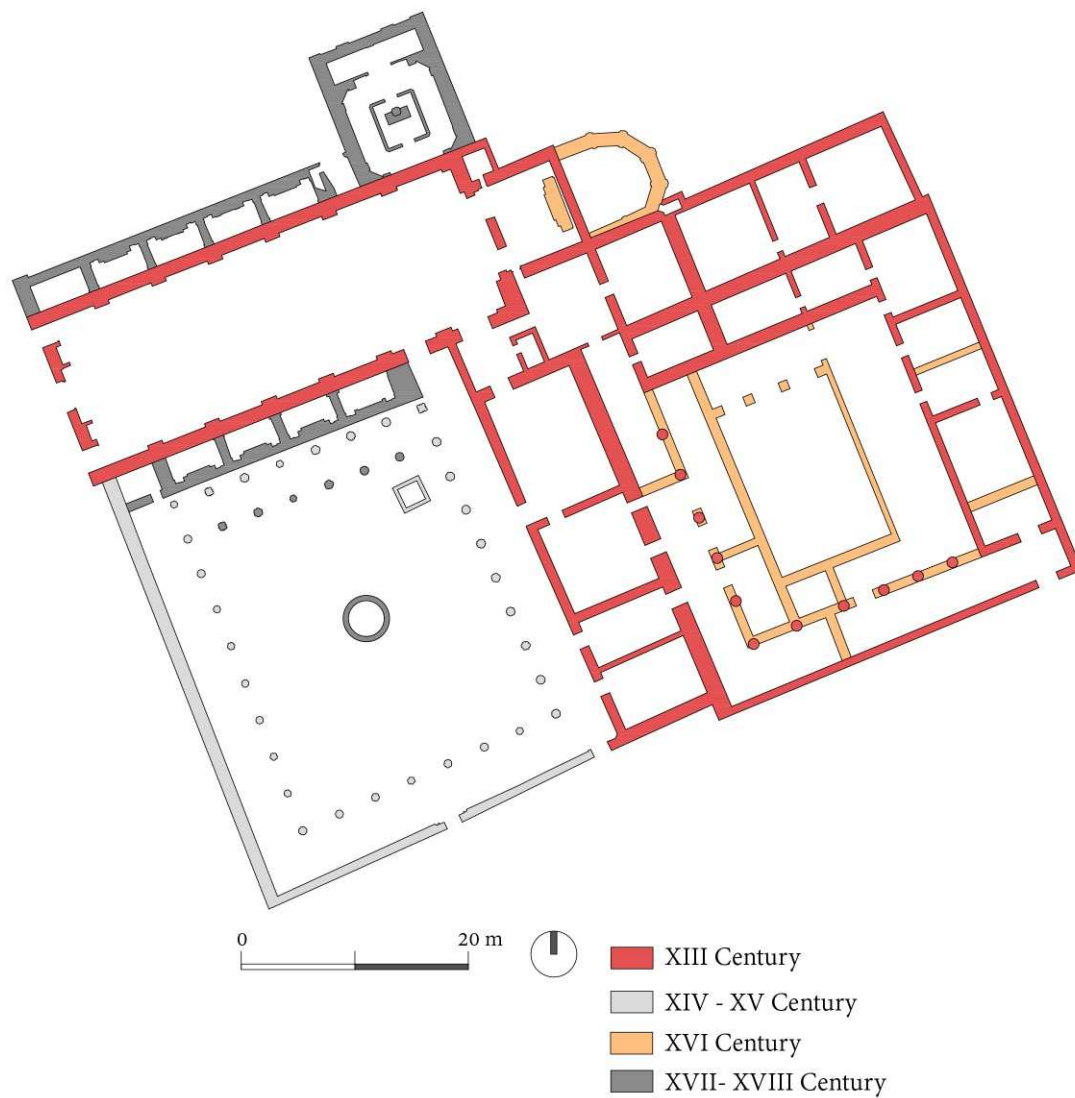 0 20 m
XIII Century
XIV - XV Century
XVI Century
XVII- XVIII Century